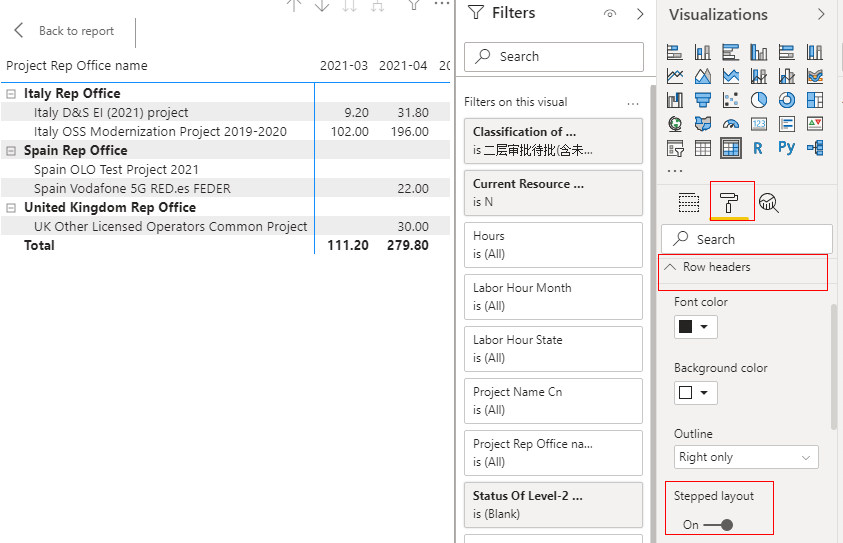 Back to report
Project Rep Office name 2021-03 2021-04 20
Italy Rep Office
Italy D&S EI (2021) project 9.20 31.80
Italy OSS Modernization Project 2019-2020 102.00 196.00
Spain Rep Office
Spain OLO Test Project 2021
Spain Vodafone 5G RED.es FEDER 22.00
United Kingdom Rep Office
UK Other Licensed Operators Common Project 30.00
Total 111.20 279.80
Filters
Search
Filters on this visual ...
Classification of ...
is 二层审批待批(含未...
Current Resource ...
is N
Hours
is (All)
Labor Hour Month
is (All)
Labor Hour State
is (All)
Project Name Cn
is (All)
Project Rep Office na...
is (All)
Status Of Level-2 ...
is (Blank)
Visualizations
123
R Py
...
Search
Row headers
Font color
Background color
Outline
Right only
Stepped layout
On